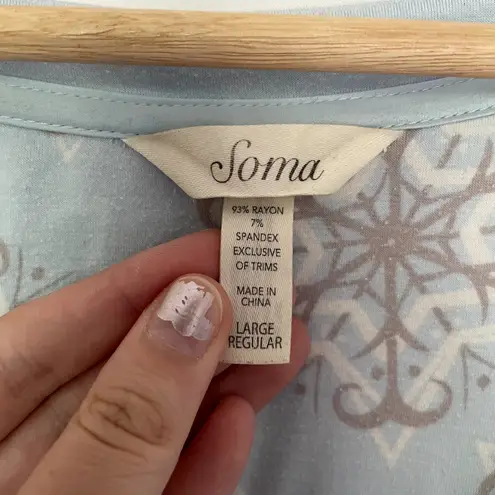 Soma
93% RAYON
7%
SPANDEX
EXCLUSIVE
OF TRIMS
MADE IN
CHINA
LARGE
REGULAR